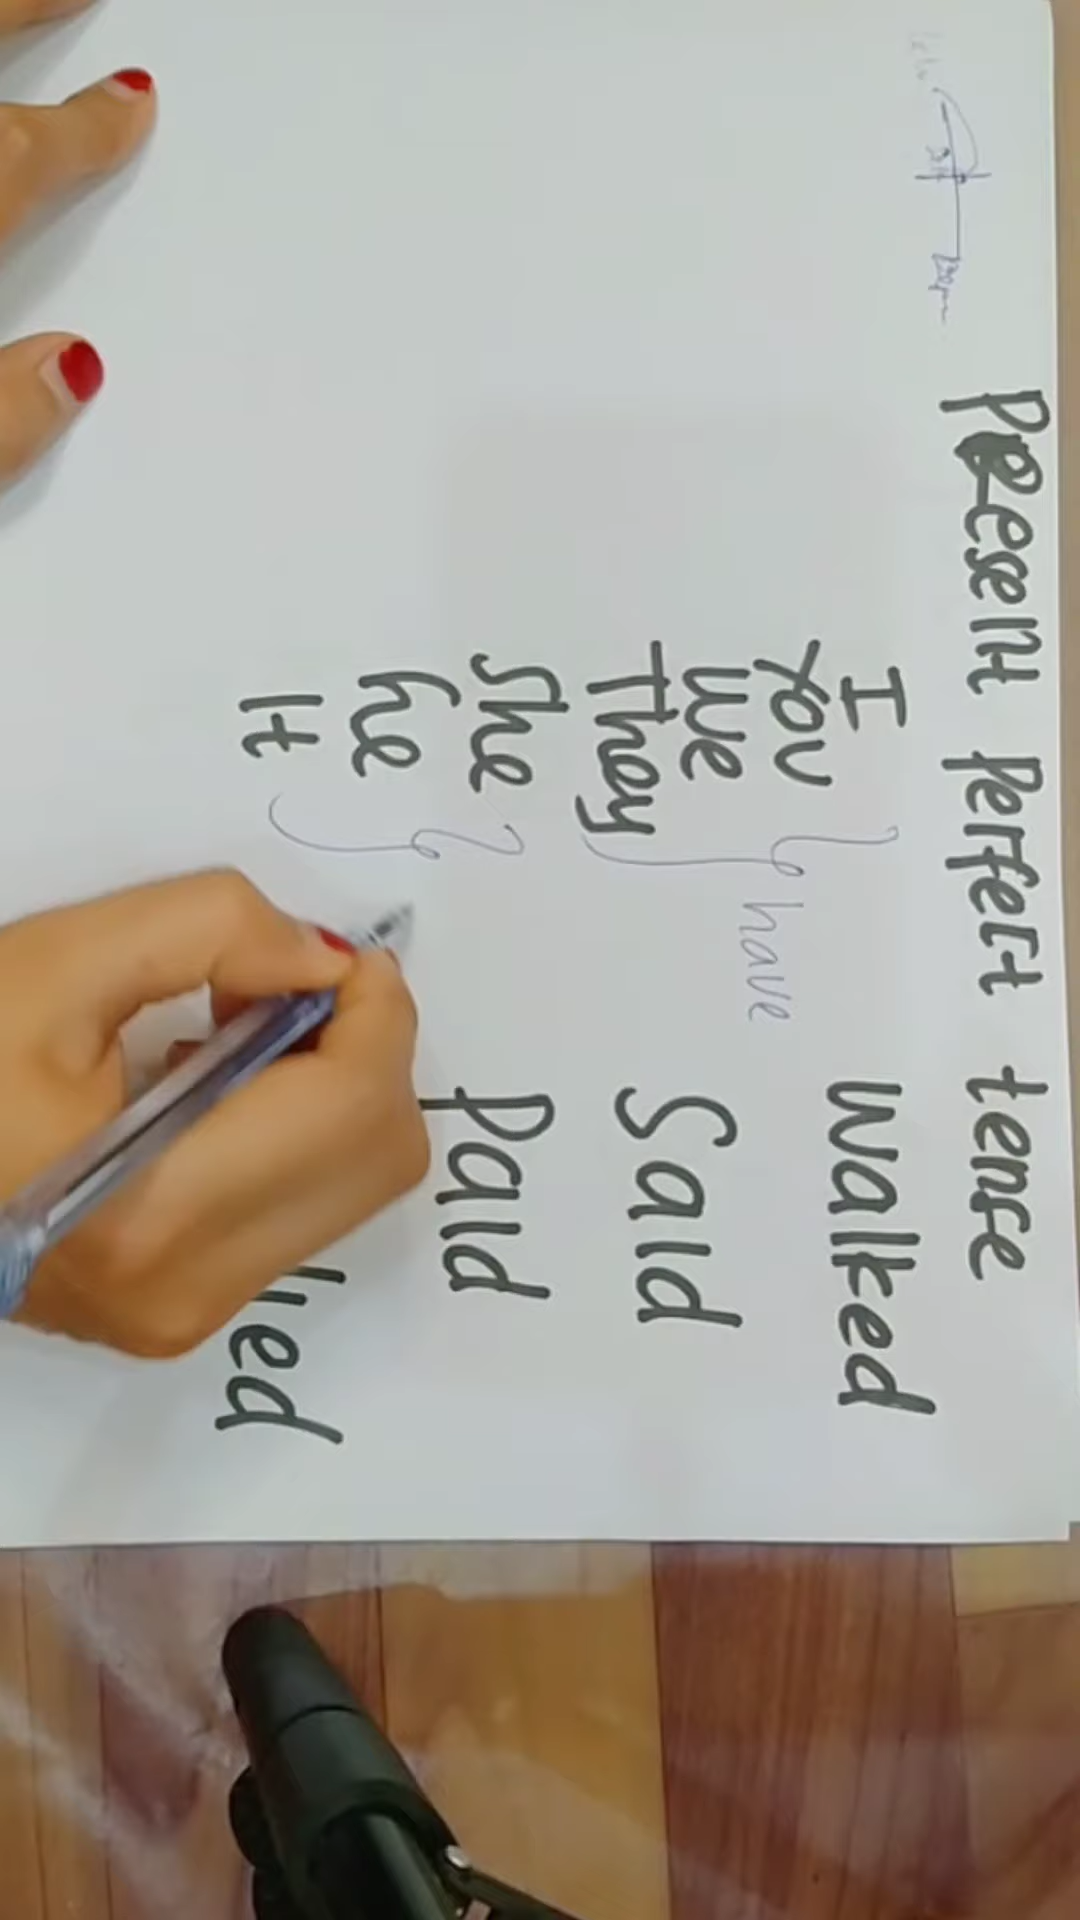 Present Perfect tense
I
You
we
They
have
She
he
It
Walked
Said
Paid